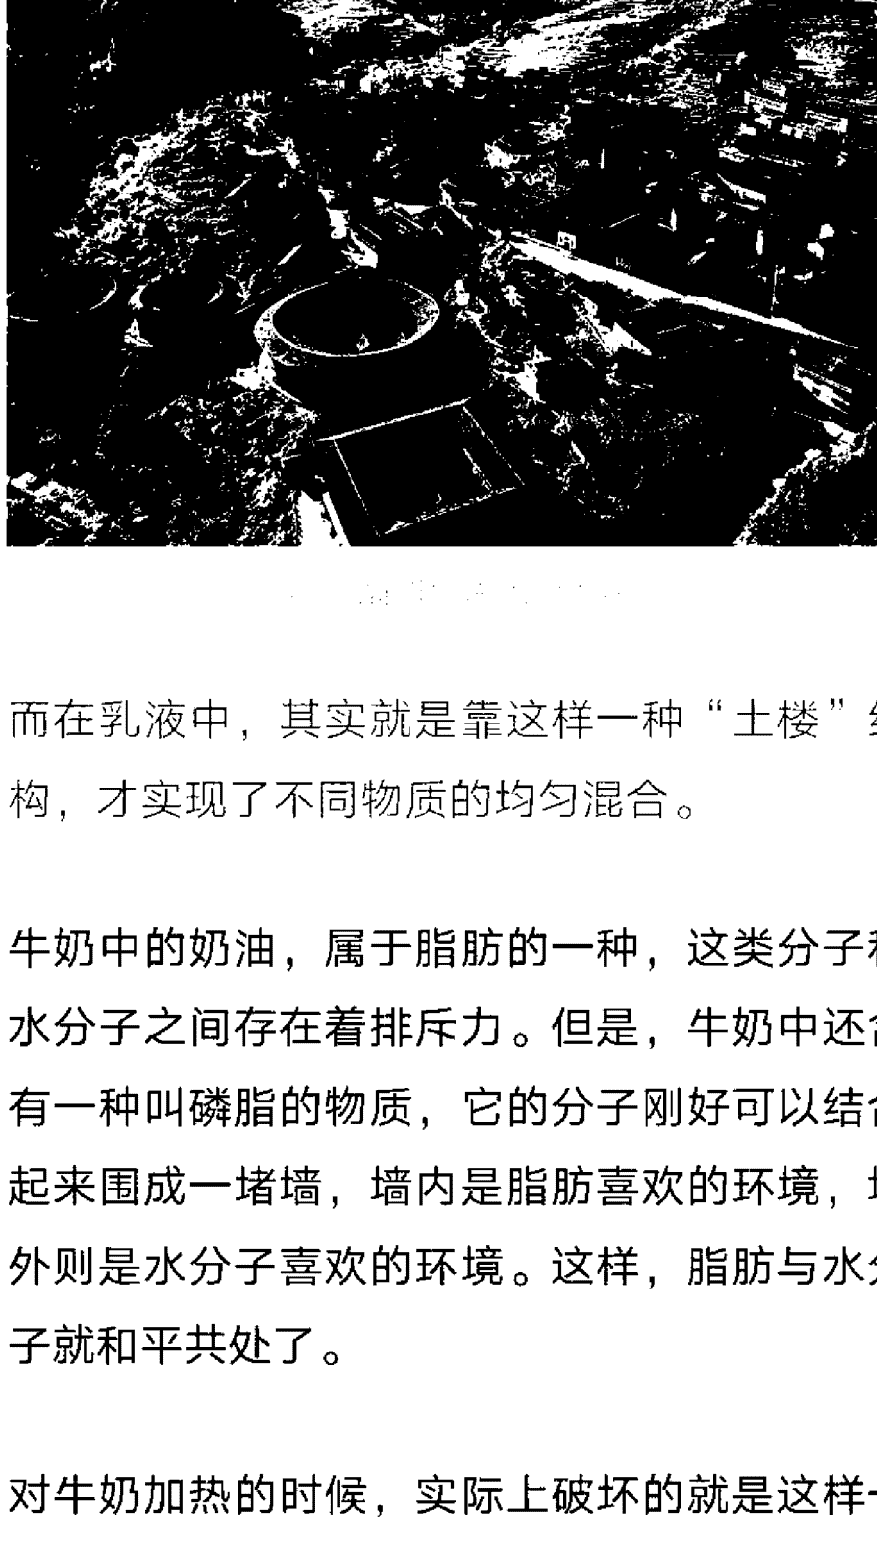 而在乳液中，其实就是靠这样一种“土楼”
构，才实现了不同物质的均匀混合。
牛奶中的奶油，属于脂肪的一种，这类分子
水分子之间存在着排斥力。但是，牛奶中还
有一种叫磷脂的物质，它的分子刚好可以结
起来围成一堵墙，墙内是脂肪喜欢的环境，
外则是水分子喜欢的环境。这样，脂肪与水
子就和平共处了。
对牛奶加热的时候，实际上破坏的就是这样